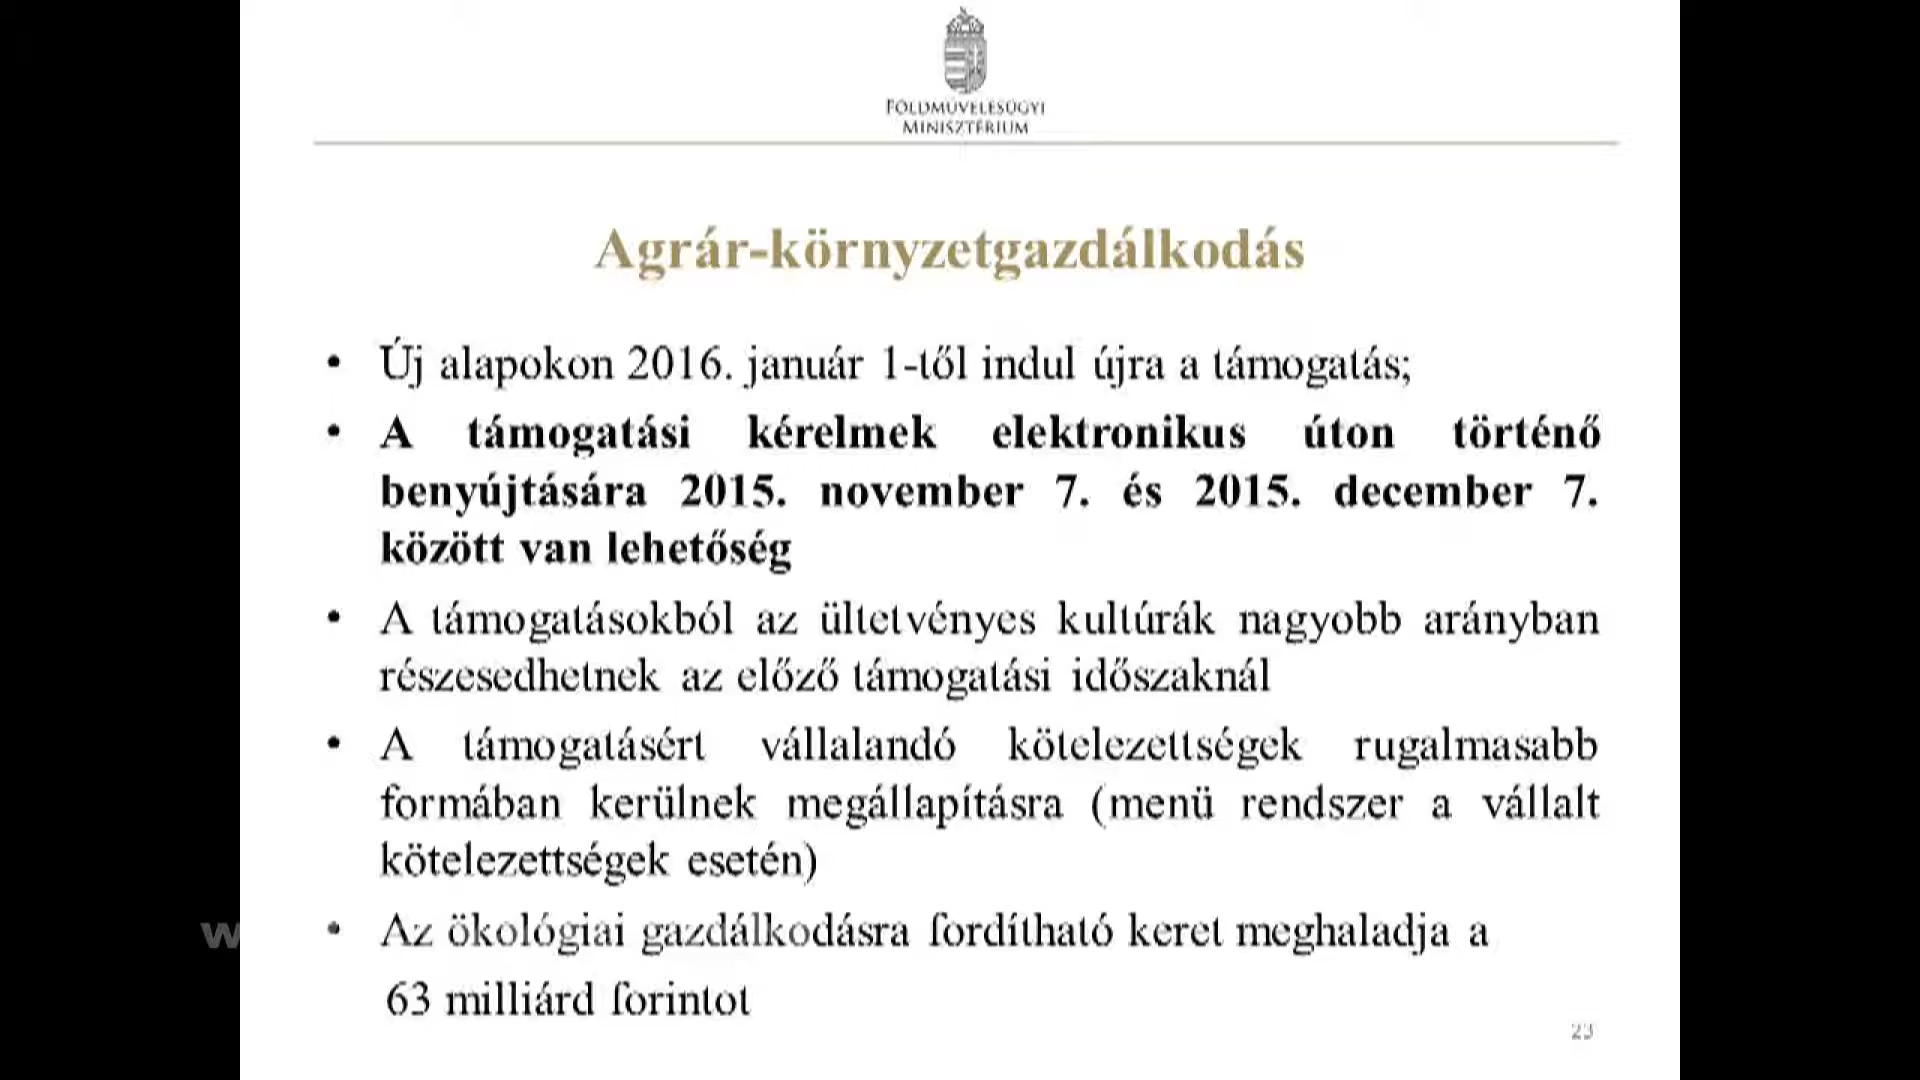 FÖLDMŰVELÉSÜGYI
MINISZTÉRIUM
Agrár-környzetgazdálkodás
• Új alapokon 2016. január 1-től indul újra a támogatás;
• A támogatási kérelmek elektronikus úton történő
benyújtására 2015. november 7. és 2015. december 7.
között van lehetőség
• A támogatásokból az ültetvényes kultúrák nagyobb arányban
részesedhetnek az előző támogatási időszaknál
• A támogatásért vállalandó kötelezettségek rugalmasabb
formában kerülnek megállapításra (menü rendszer a vállalt
kötelezettségek esetén)
• Az ökológiai gazdálkodásra fordítható keret meghaladja a
63 milliárd forintot
23